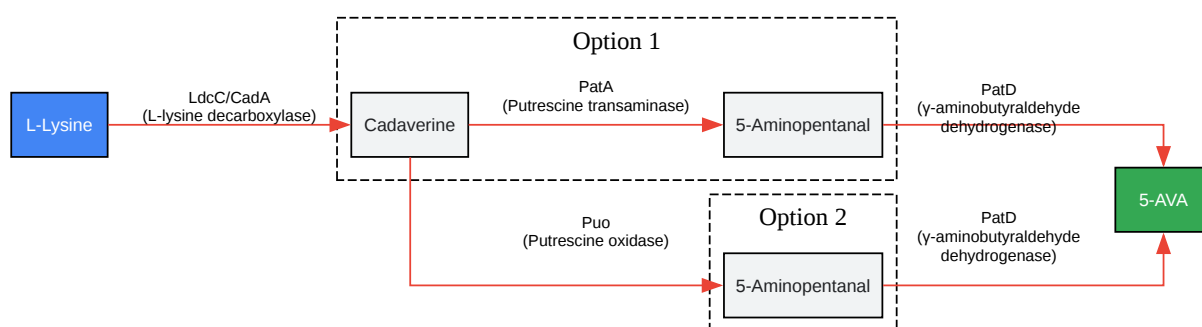 Option 1
LdcC/CadA
(L-lysine decarboxylase)
PatA
(Putrescine transaminase)
PatD
(γ-aminobutyraldehyde
dehydrogenase)
L-Lysine
Cadaverine
5-Aminopentanal
5-AVA
Option 2
Puo
(Putrescine oxidase)
PatD
(γ-aminobutyraldehyde
dehydrogenase)
5-Aminopentanal